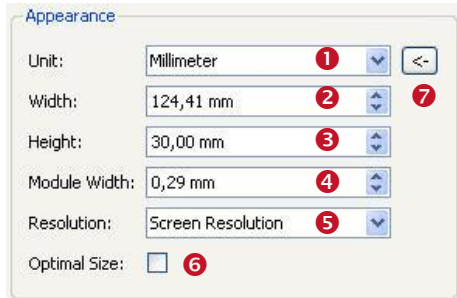 Appearance
Unit: Millimeter 1 <-
Width: 124,41 mm 2 7
Height: 30,00 mm 3
Module Width: 0,29 mm 4
Resolution: Screen Resolution 5
Optimal Size: 6